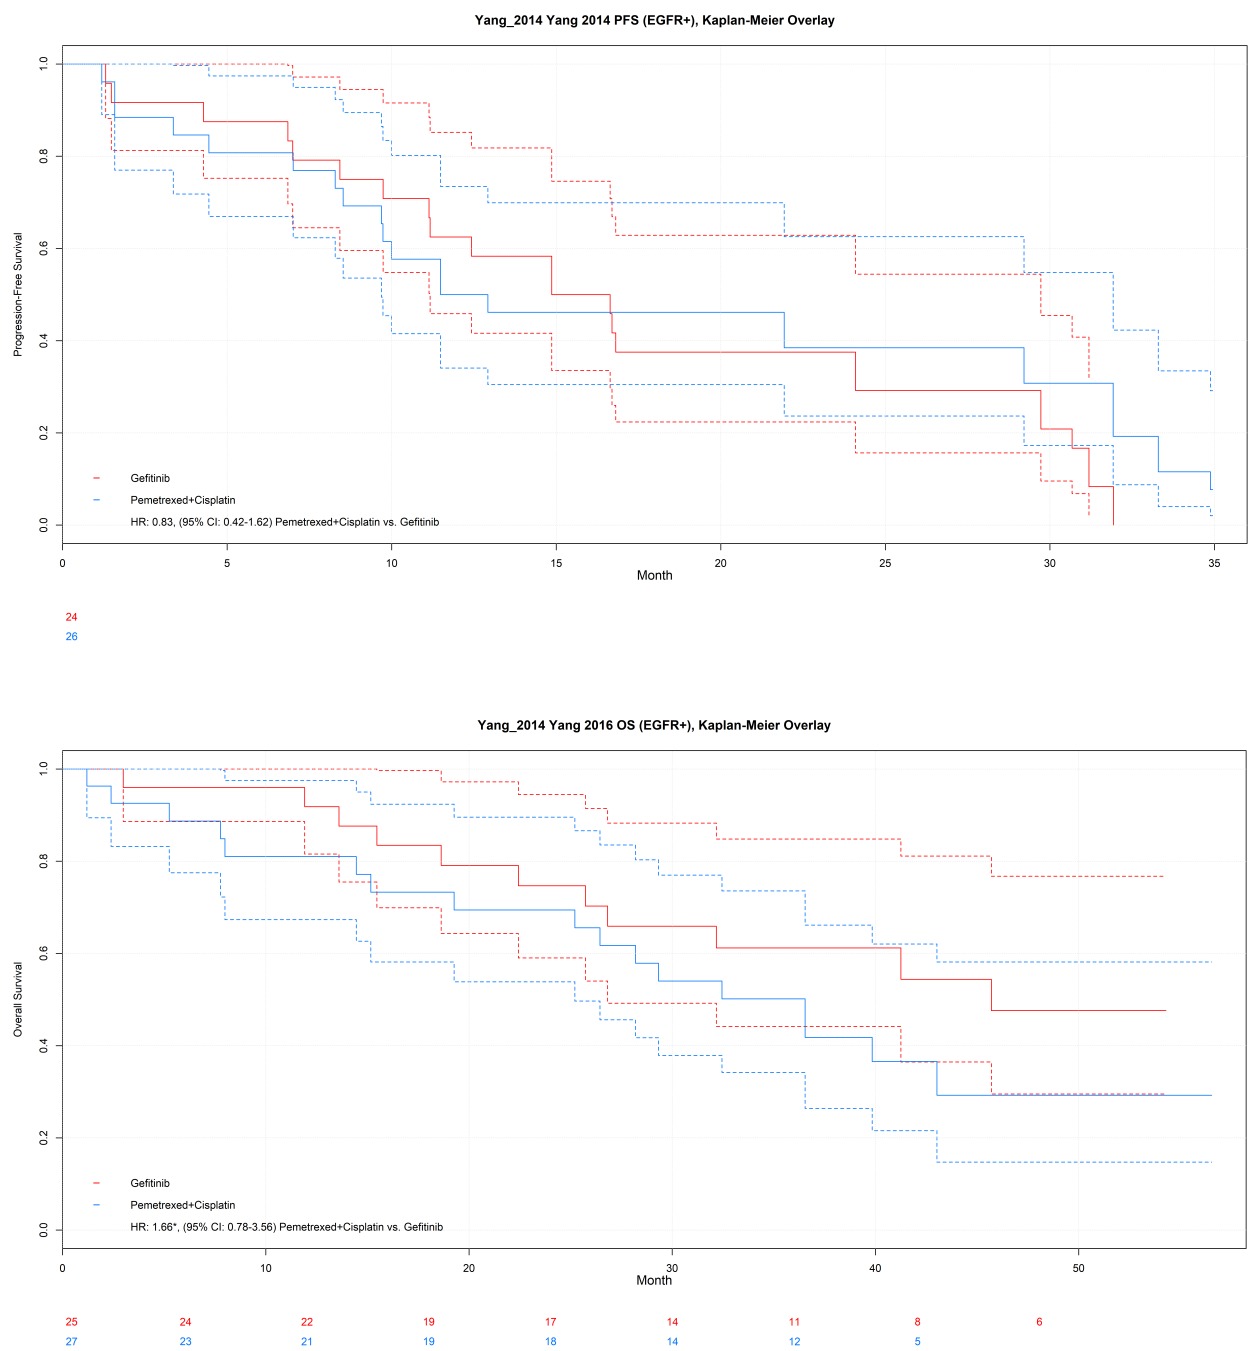 Yang_2014 Yang 2014 PFS (EGFR+), Kaplan-Meier Overlay
1.0
0.8
0.6
0.4
0.2
0.0
Progression-Free Survival
Gefitinib
Pemetrexed+Cisplatin
HR: 0.83, (95% CI: 0.42-1.62) Pemetrexed+Cisplatin vs. Gefitinib
0 5 10 15 20 25 30 35
Month
24
26
Yang_2014 Yang 2016 OS (EGFR+), Kaplan-Meier Overlay
1.0
0.8
0.6
0.4
0.2
0.0
Overall Survival
Gefitinib
Pemetrexed+Cisplatin
HR: 1.66*, (95% CI: 0.78-3.56) Pemetrexed+Cisplatin vs. Gefitinib
0 10 20 30 40 50
Month
25 24 22 19 17 14 11 8 6
27 23 21 19 18 14 12 5